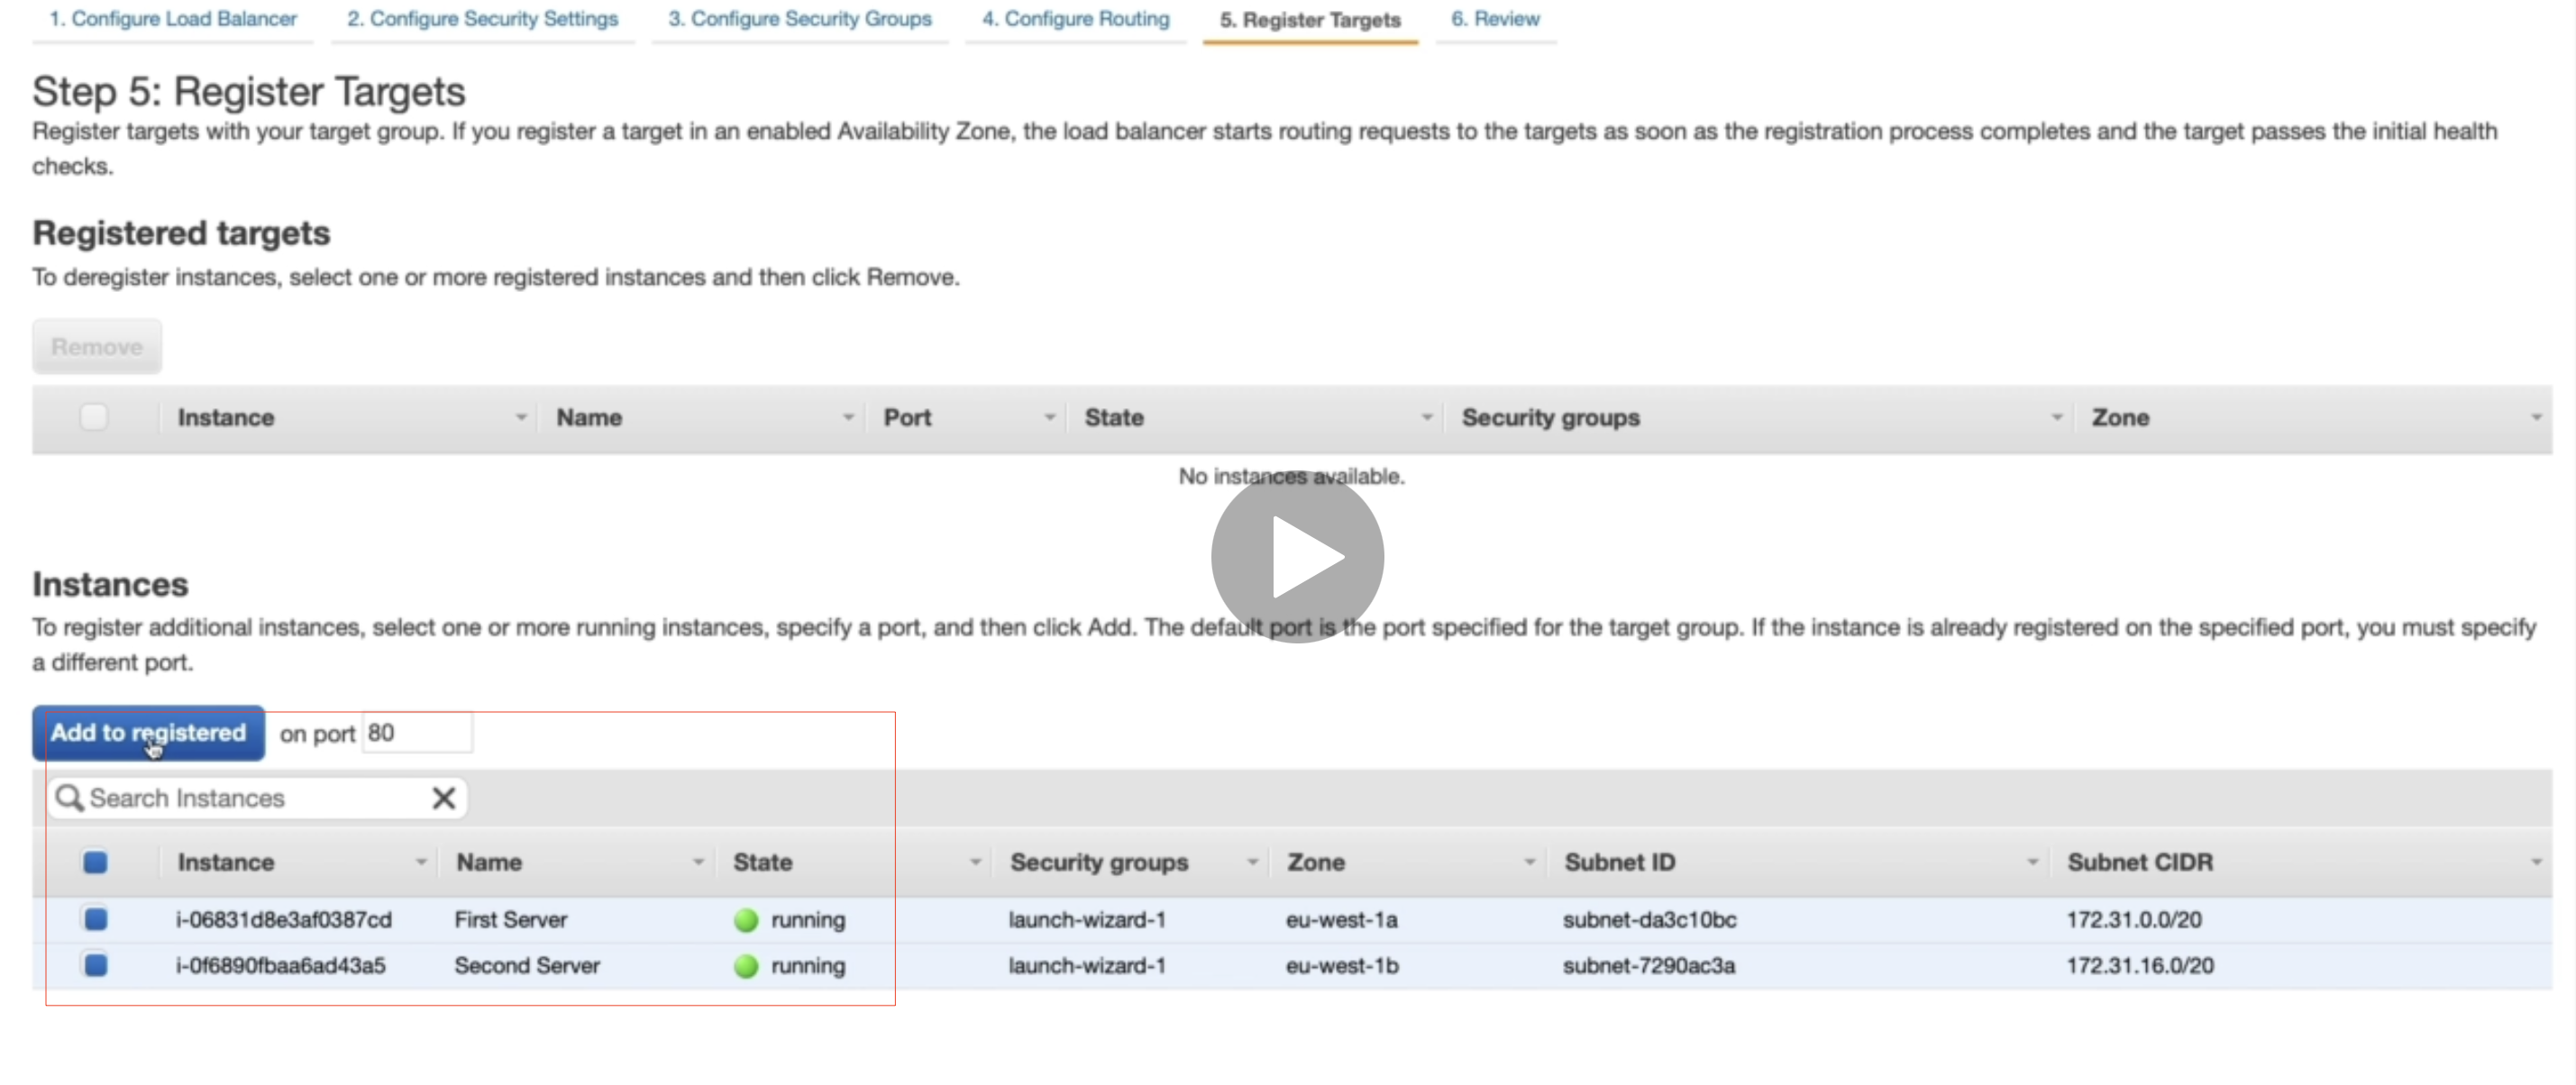 1. Configure Load Balancer 2. Configure Security Settings 3. Configure Security Groups 4. Configure Routing 5. Register Targets 6. Review
Step 5: Register Targets
Register targets with your target group. If you register a target in an enabled Availability Zone, the load balancer starts routing requests to the targets as soon as the registration process completes and the target passes the initial health
checks.
Registered targets
To deregister instances, select one or more registered instances and then click Remove.
Remove
Instance Name Port State Security groups Zone
No instances available.
Instances
To register additional instances, select one or more running instances, specify a port, and then click Add. The default port is the port specified for the target group. If the instance is already registered on the specified port, you must specify
a different port.
Add to registered on port 80
Search Instances
Instance Name State Security groups Zone Subnet ID Subnet CIDR
i-06831d8e3af0387cd First Server running launch-wizard-1 eu-west-1a subnet-da3c10bc 172.31.0.0/20
i-0f6890fbaa6ad43a5 Second Server running launch-wizard-1 eu-west-1b subnet-7290ac3a 172.31.16.0/20